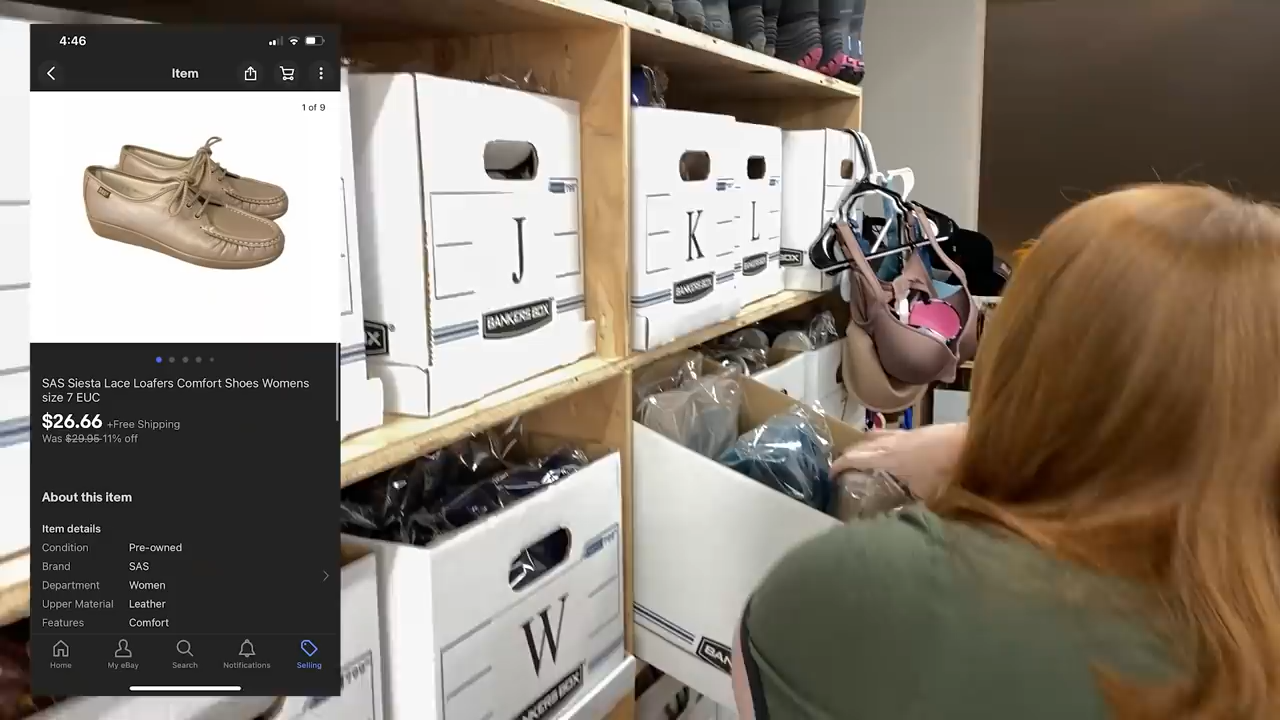 4:46
Item
1 of 9
SAS Siesta Lace Loafers Comfort Shoes Womens
size 7 EUC
$26.66 +Free Shipping
Was $29.95 11% off
About this item
Item details
Condition Pre-owned
Brand SAS
Department Women
Upper Material Leather
Features Comfort
Home
My eBay
Search
Notifications
Selling
J
BANKERS BOX
K
BANKERS BOX
L
BANKERS BOX
W
BANKERS BOX